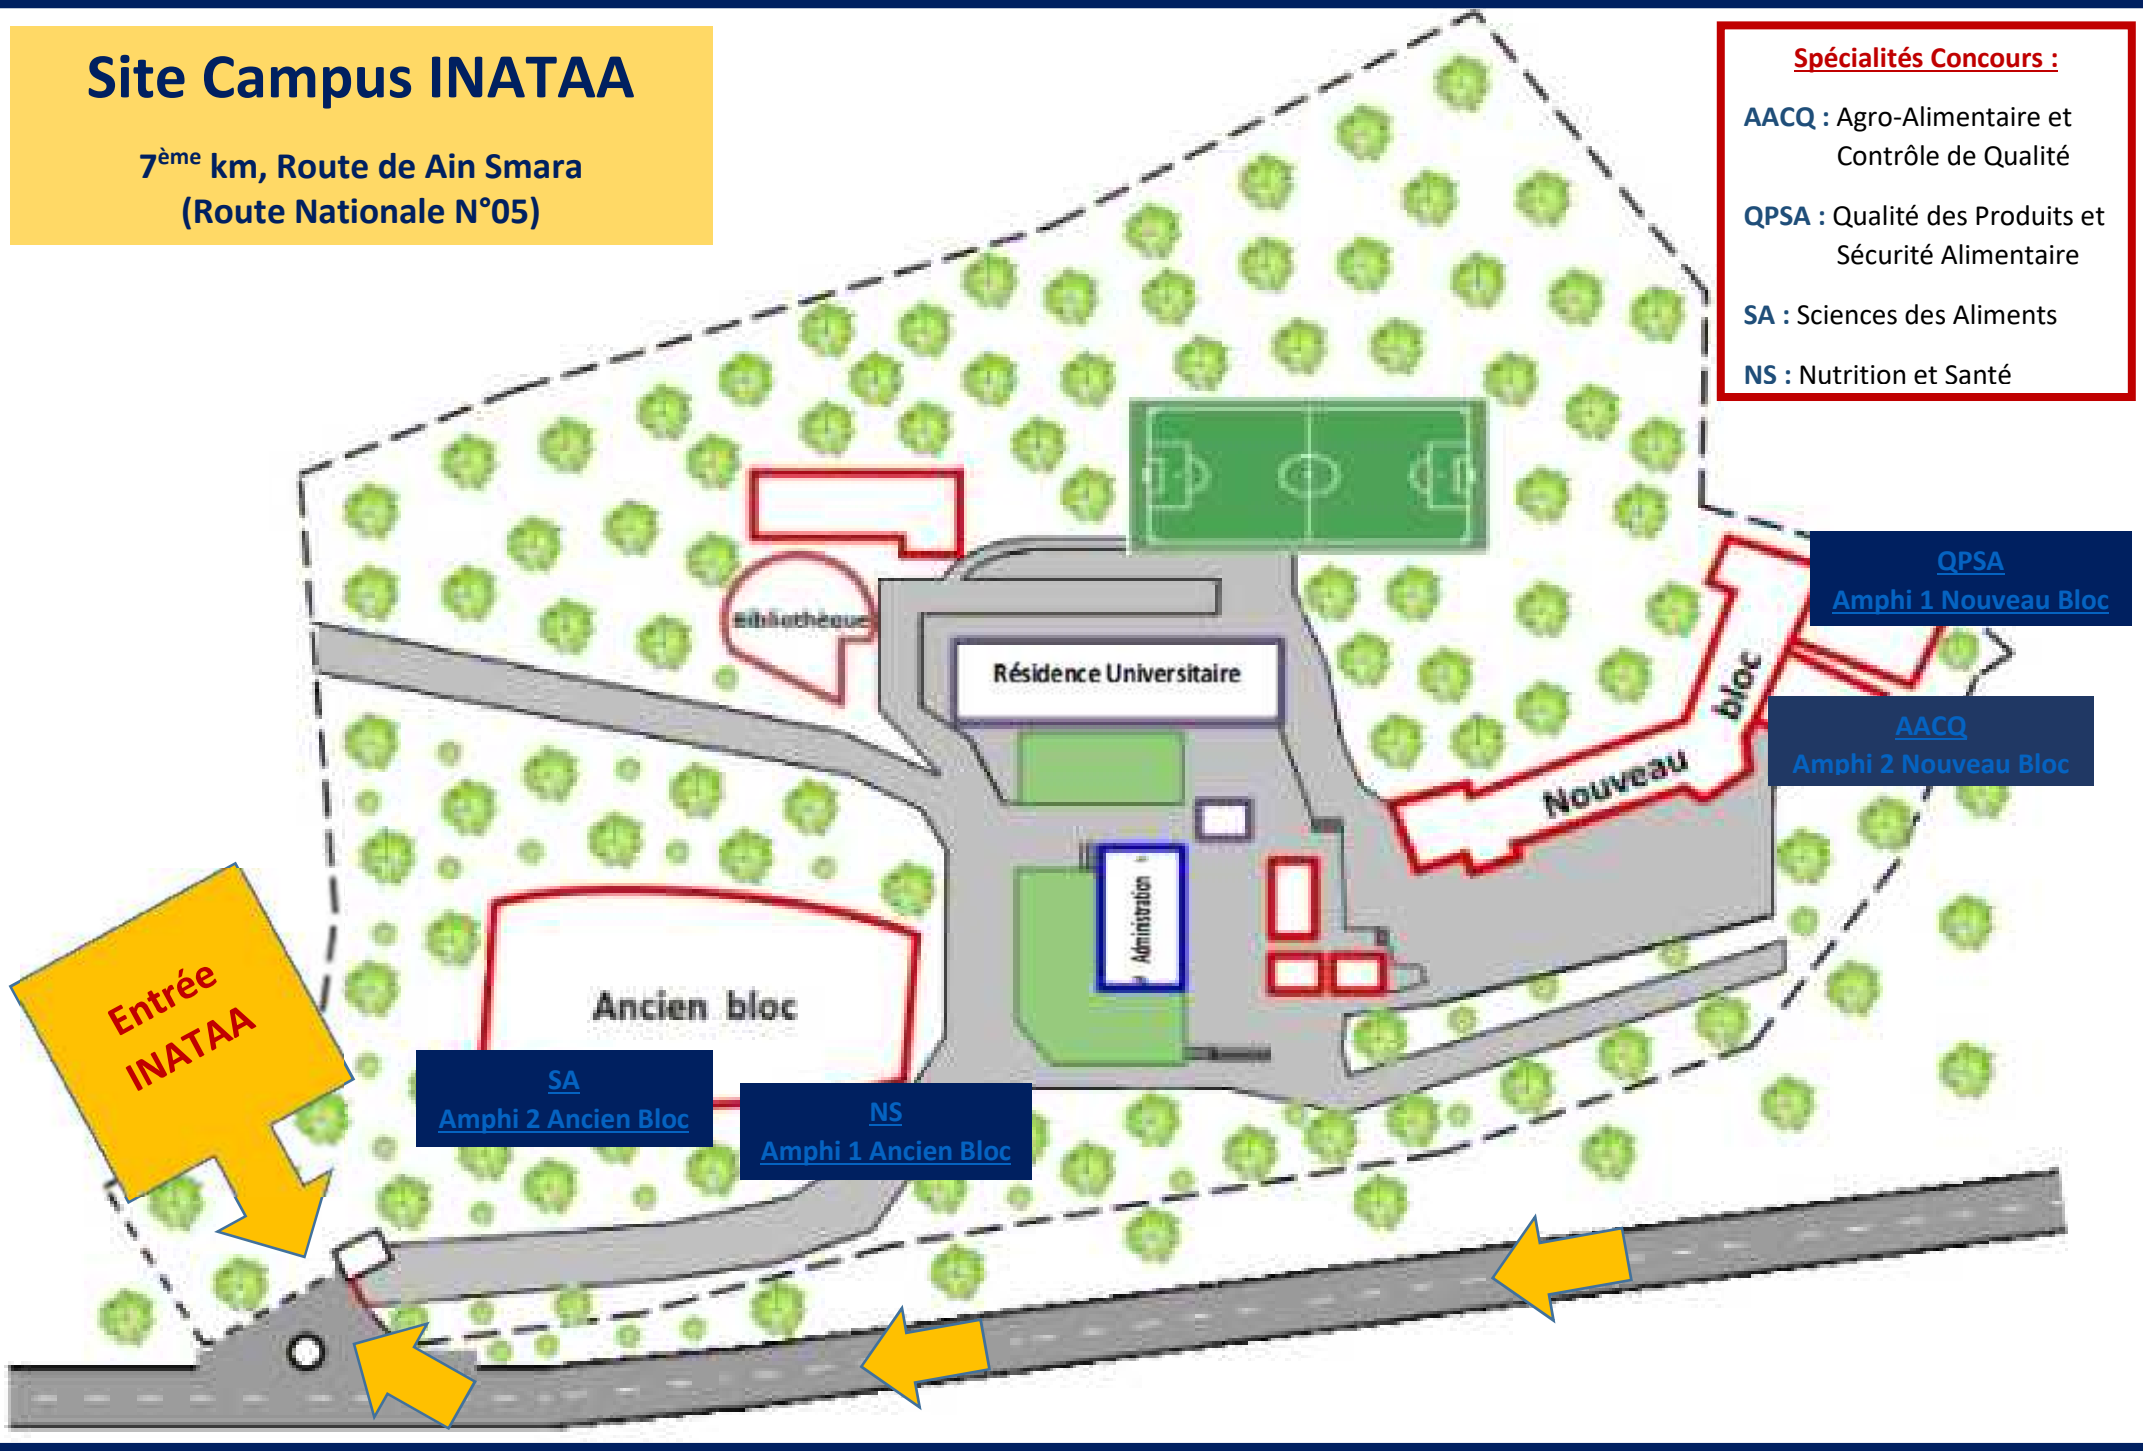 Site Campus INATAA
7ème km, Route de Ain Smara
(Route Nationale N°05)
Spécialités Concours :
AACQ : Agro-Alimentaire et
Contrôle de Qualité
QPSA : Qualité des Produits et
Sécurité Alimentaire
SA : Sciences des Aliments
NS : Nutrition et Santé
QPSA
Amphi 1 Nouveau Bloc
Bibliothèque
Résidence Universitaire
Nouveau bloc
AACQ
Amphi 2 Nouveau Bloc
Administration
Entrée
INATAA
Ancien bloc
SA
Amphi 2 Ancien Bloc
NS
Amphi 1 Ancien Bloc